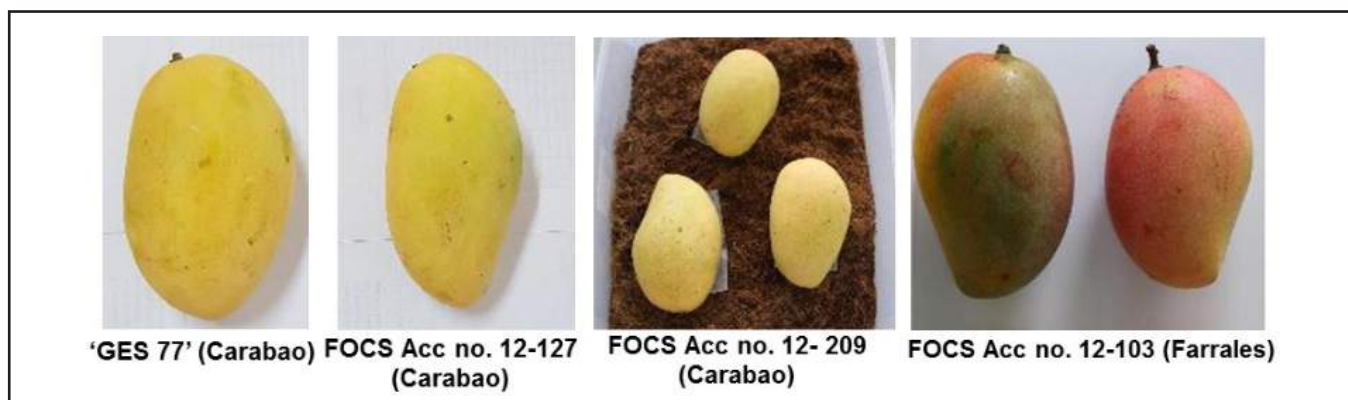 ‘GES 77’ (Carabao)
FOCS Acc no. 12-127
(Carabao)
FOCS Acc no. 12- 209
(Carabao)
FOCS Acc no. 12-103 (Farrales)